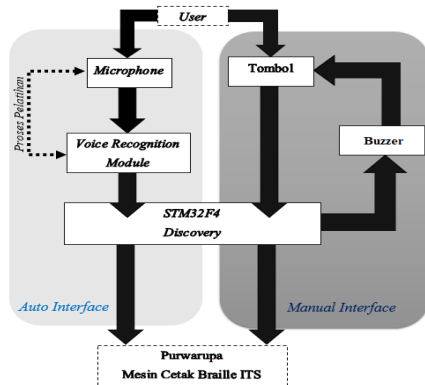 User
Microphone
Tombol
Proses Pelatihan
Voice Recognition
Module
Buzzer
STM32F4
Discovery
Auto Interface
Manual Interface
Purwarupa
Mesin Cetak Braille ITS